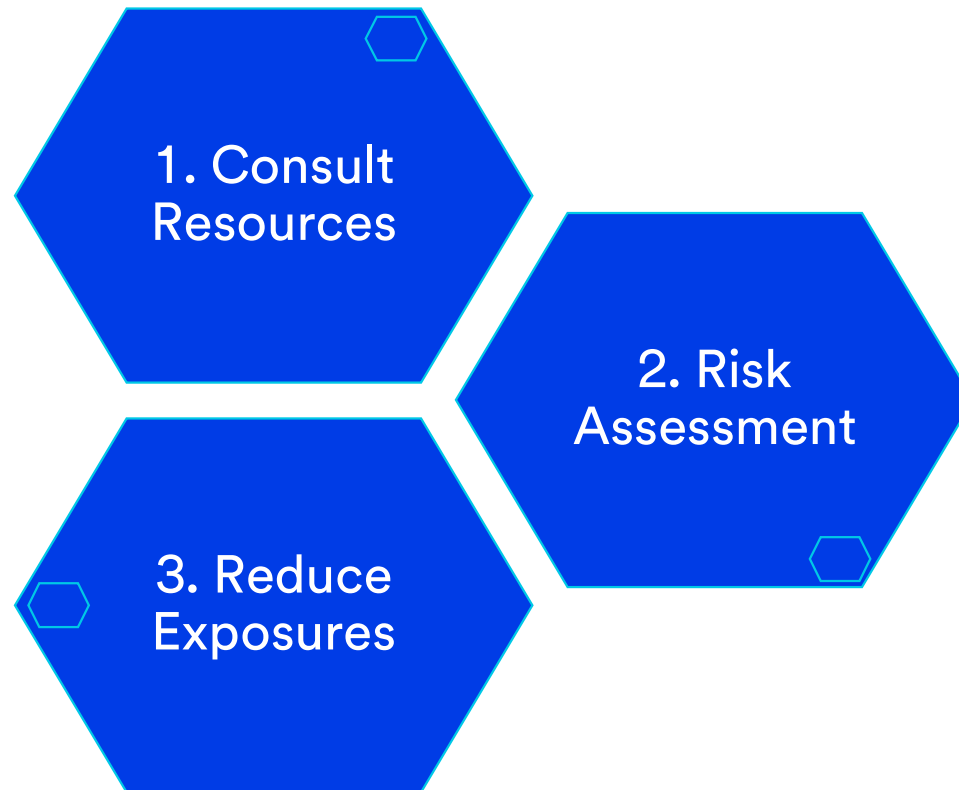 1. Consult
Resources
2. Risk
Assessment
3. Reduce
Exposures